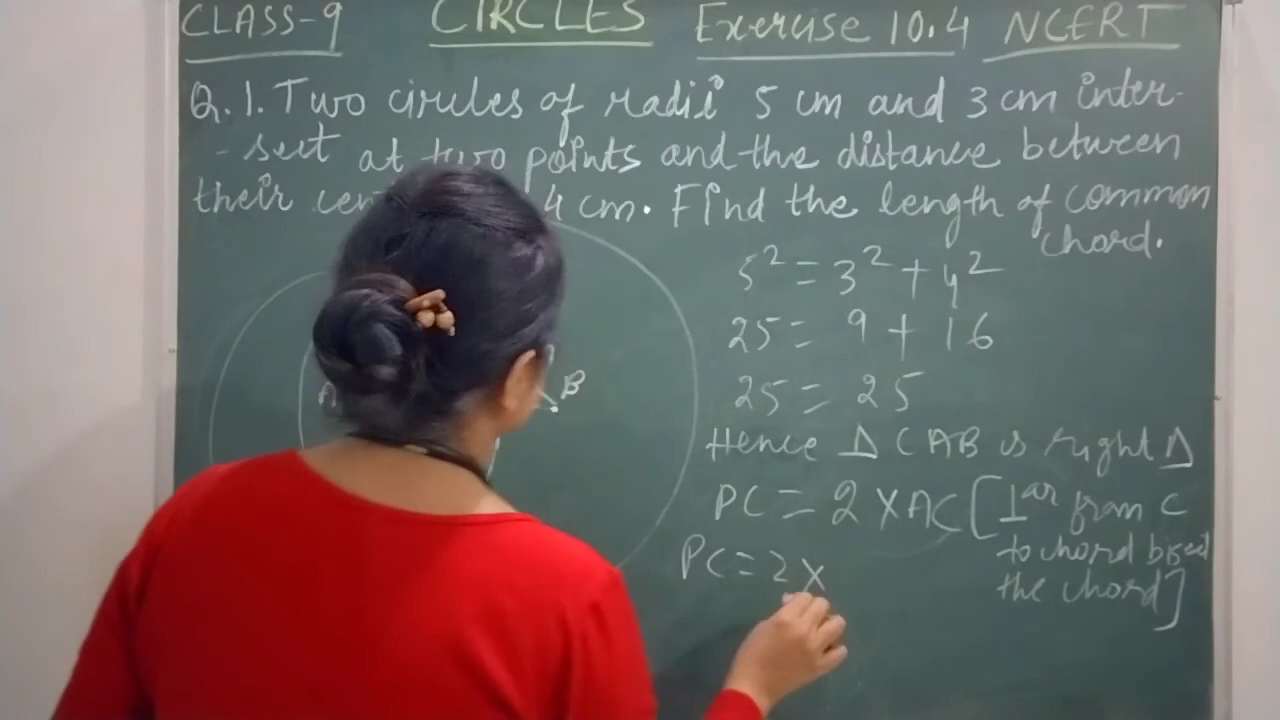 CLASS-9 CIRCLES Exercise 10.4 NCERT
Q.1. Two circles of radii 5 cm and 3 cm inter-
-sect at two points and the distance between
their 4 cm. Find the length of common
chord.
5² = 3² + 4²
25 = 9 + 16
25 = 25
Hence Δ CAB is right Δ
PC = 2 X AC [⊥ar from C
to chord bisect
the chord]
PC = 2 X
A
B